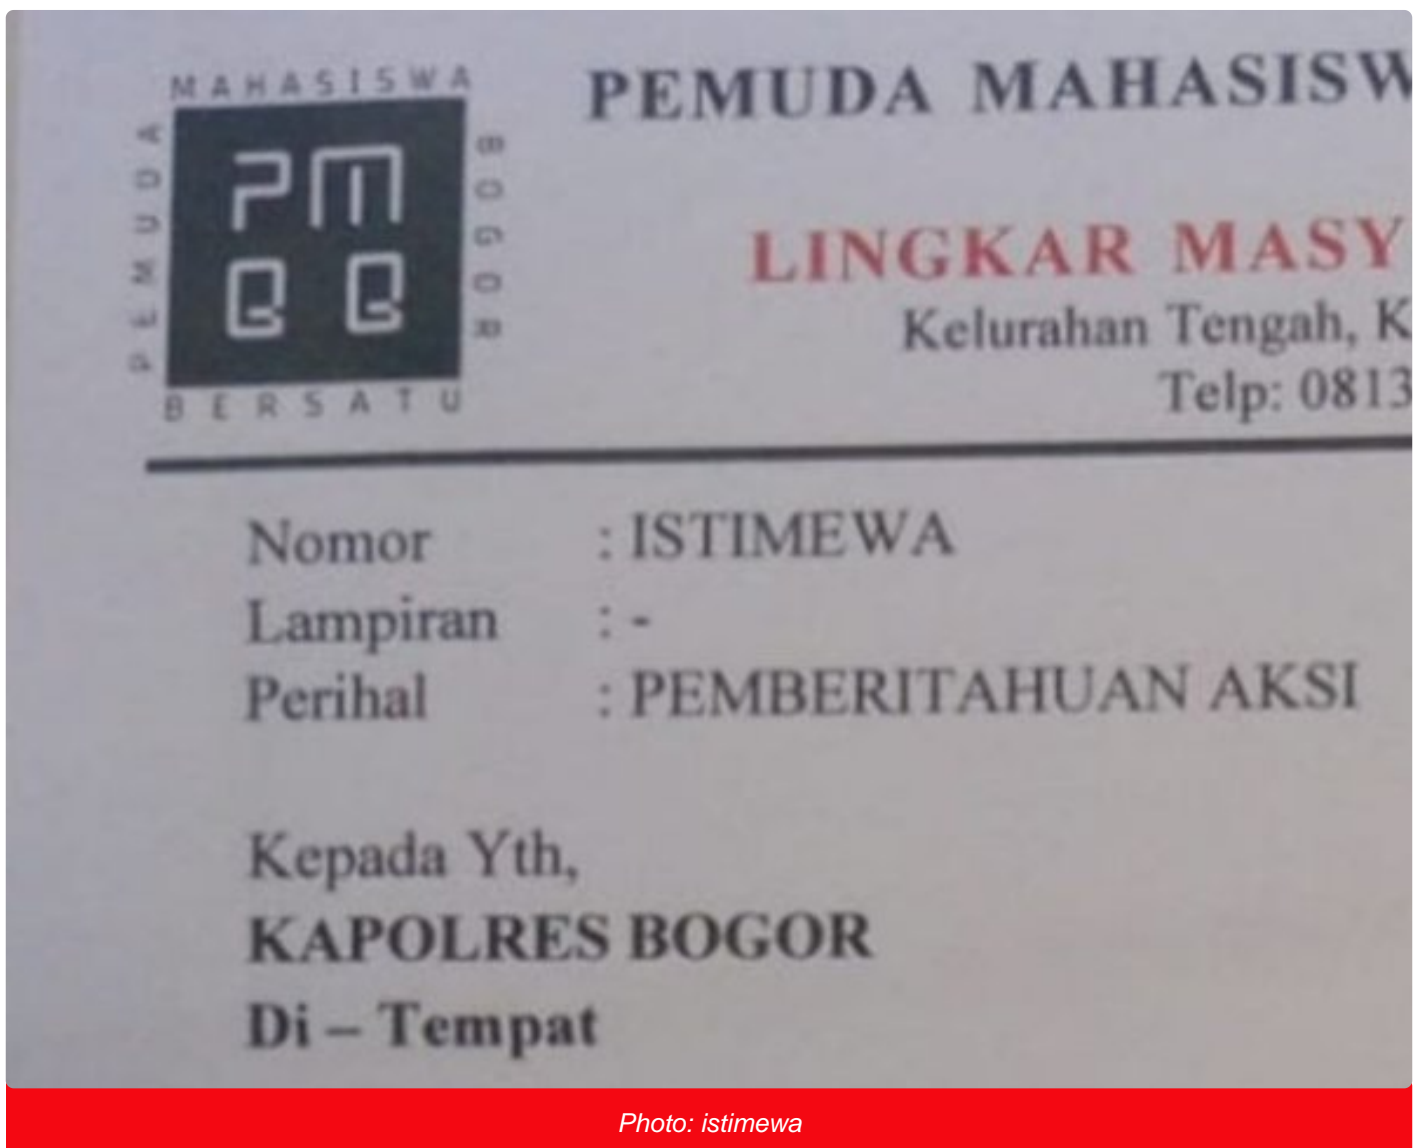 MAHASISWA
PEMUDA
PM
BB
BOGOR
BERSATU
PEMUDA MAHASISW
LINGKAR MASY
Kelurahan Tengah, K
Telp: 0813
Nomor : ISTIMEWA
Lampiran : -
Perihal : PEMBERITAHUAN AKSI
Kepada Yth,
KAPOLRES BOGOR
Di – Tempat
Photo: istimewa